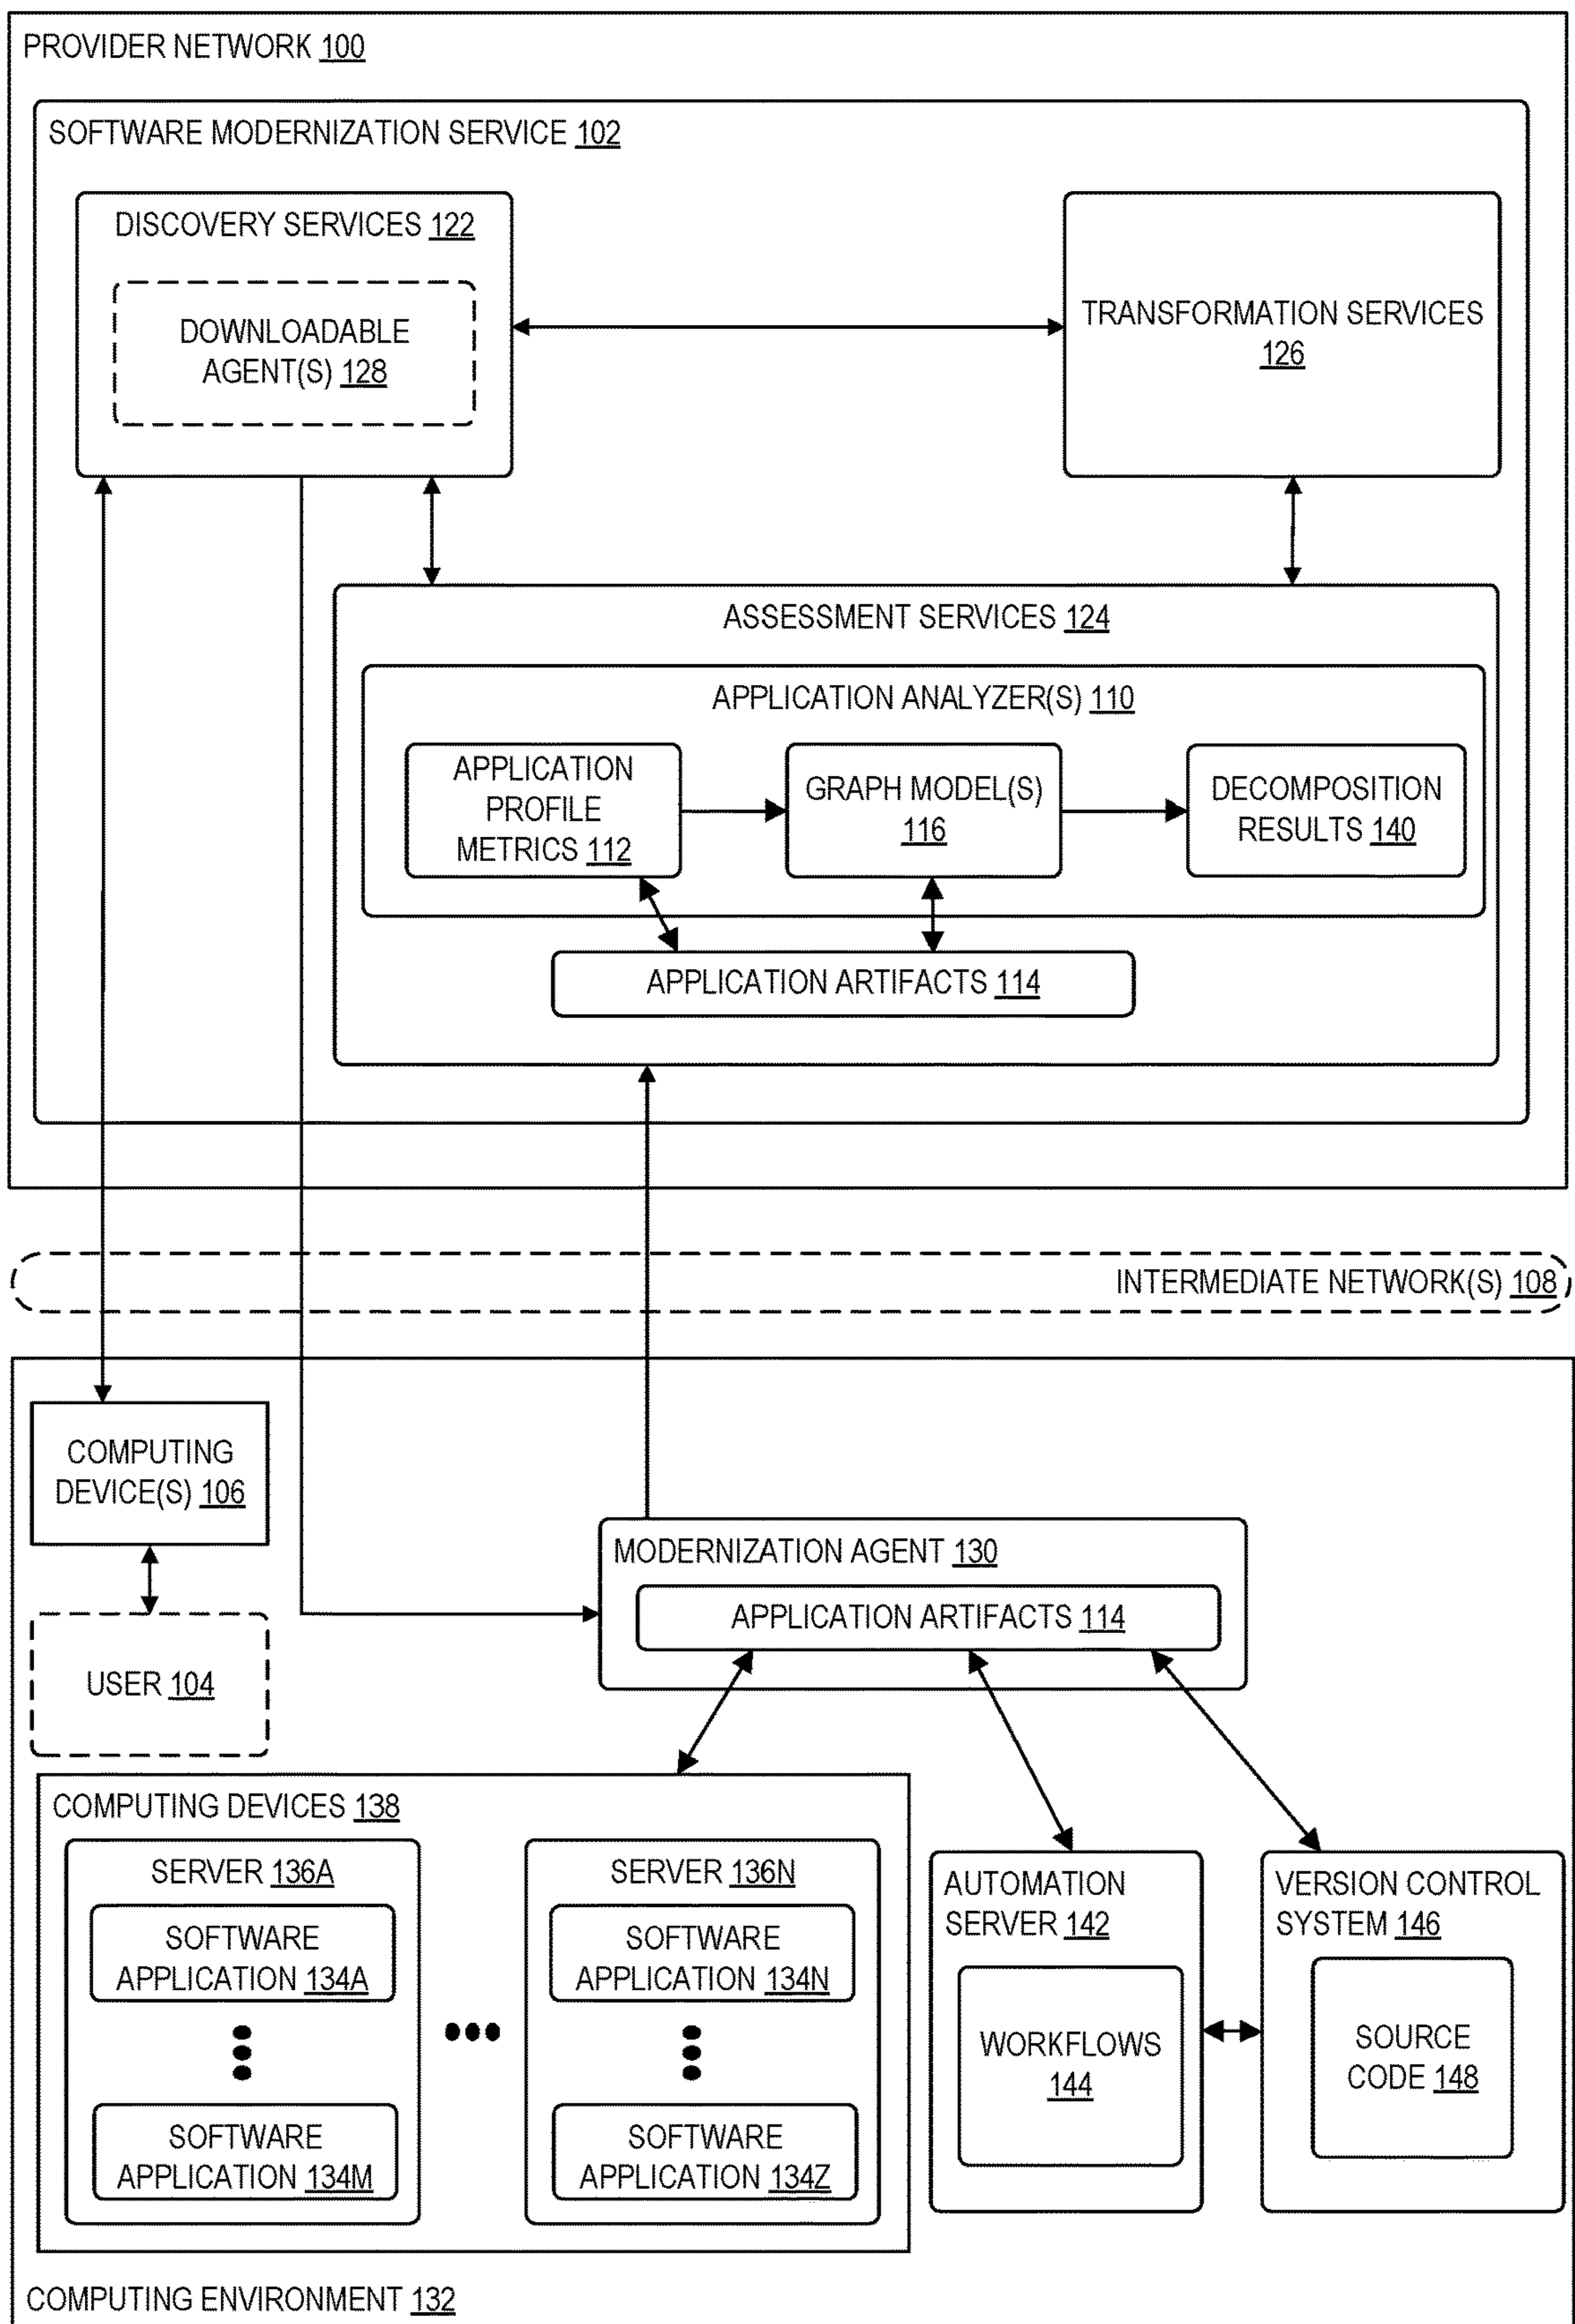 PROVIDER NETWORK 100
SOFTWARE MODERNIZATION SERVICE 102
DISCOVERY SERVICES 122
DOWNLOADABLE
AGENT(S) 128
TRANSFORMATION SERVICES
126
ASSESSMENT SERVICES 124
APPLICATION ANALYZER(S) 110
APPLICATION
PROFILE
METRICS 112
GRAPH MODEL(S)
116
DECOMPOSITION
RESULTS 140
APPLICATION ARTIFACTS 114
INTERMEDIATE NETWORK(S) 108
COMPUTING
DEVICE(S) 106
USER 104
MODERNIZATION AGENT 130
APPLICATION ARTIFACTS 114
COMPUTING DEVICES 138
SERVER 136A
SOFTWARE
APPLICATION 134A
SOFTWARE
APPLICATION 134M
SERVER 136N
SOFTWARE
APPLICATION 134N
SOFTWARE
APPLICATION 134Z
AUTOMATION
SERVER 142
WORKFLOWS
144
VERSION CONTROL
SYSTEM 146
SOURCE
CODE 148
COMPUTING ENVIRONMENT 132